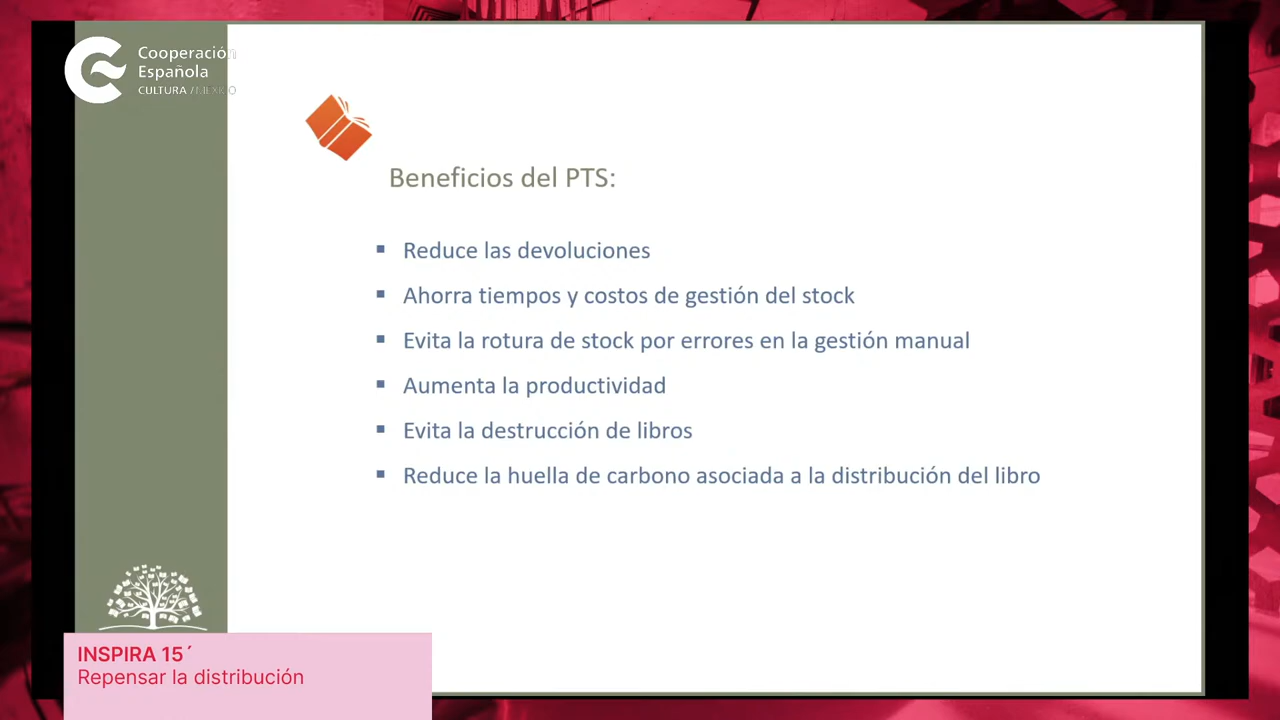 Cooperación
Española
CULTURA / MÉXICO
Beneficios del PTS:
Reduce las devoluciones
Ahorra tiempos y costos de gestión del stock
Evita la rotura de stock por errores en la gestión manual
Aumenta la productividad
Evita la destrucción de libros
Reduce la huella de carbono asociada a la distribución del libro
INSPIRA 15´
Repensar la distribución